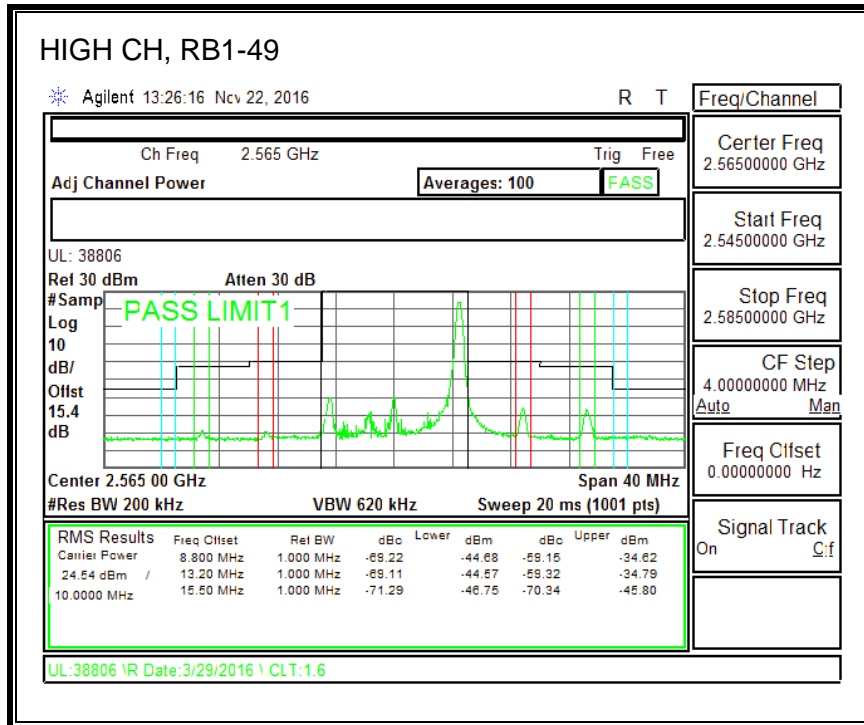 HIGH CH, RB1-49
Agilent 13:26:16 Nov 22, 2016 R T
Freq/Channel
Ch Freq 2.565 GHz Trig Free
Adj Channel Power Averages: 100 PASS
UL: 38806
Ref 30 dBm Atten 30 dB
#Samp
Log
10
dB/
Offst
15.4
dB
PASS LIMIT1
Center 2.565 00 GHz Span 40 MHz
#Res BW 200 kHz VBW 620 kHz Sweep 20 ms (1001 pts)
RMS Results Freq Offset Ref BW dBc Lower dBm dBc Upper dBm
Carrier Power 8.800 MHz 1.000 MHz -69.22 -44.68 -59.15 -34.62
24.54 dBm / 13.20 MHz 1.000 MHz -69.11 -44.57 -59.32 -34.79
10.0000 MHz 15.50 MHz 1.000 MHz -71.29 -46.75 -70.34 -45.80
UL:38806 \R Date:3/29/2016 \ CLT:1.6
Center Freq
2.56500000 GHz
Start Freq
2.54500000 GHz
Stop Freq
2.58500000 GHz
CF Step
4.00000000 MHz
Auto Man
Freq Offset
0.00000000 Hz
Signal Track
On Off